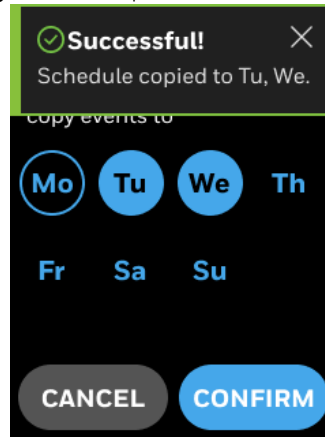 Successful!
Schedule copied to Tu, We.
copy events to
Mo Tu We Th
Fr Sa Su
CANCEL CONFIRM